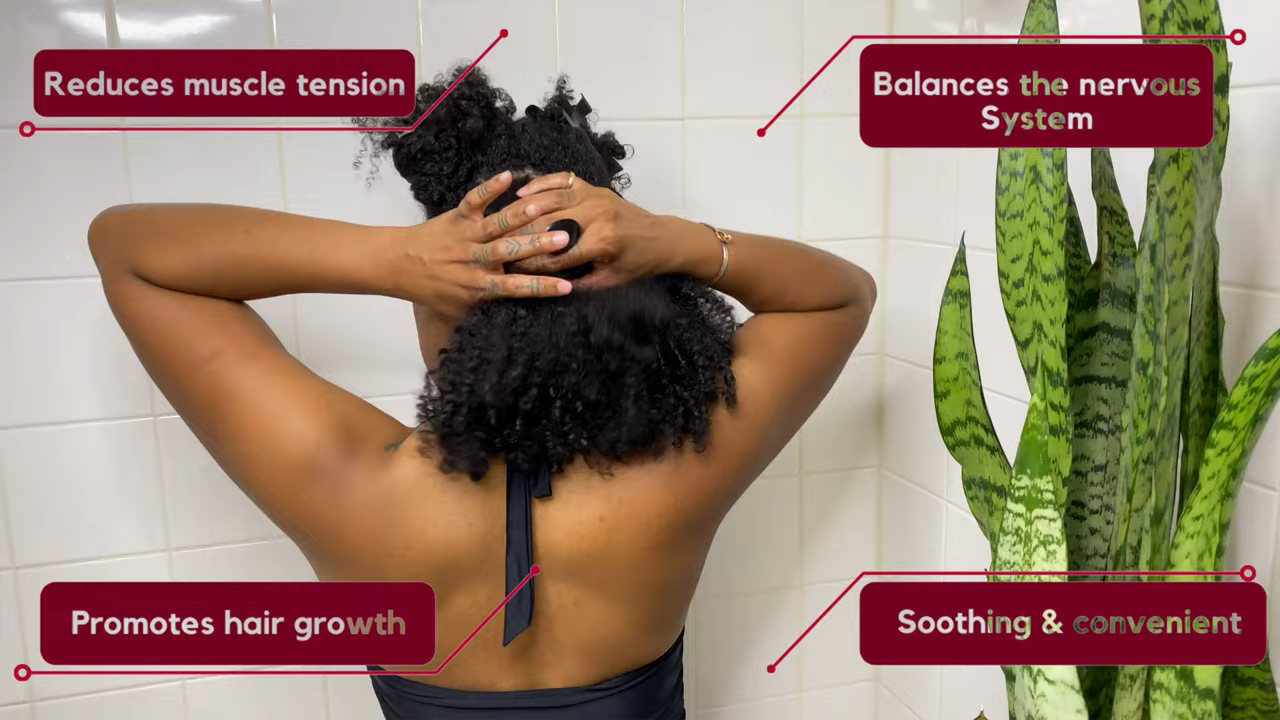 Reduces muscle tension
Balances the nervous
System
Promotes hair growth
Soothing & convenient